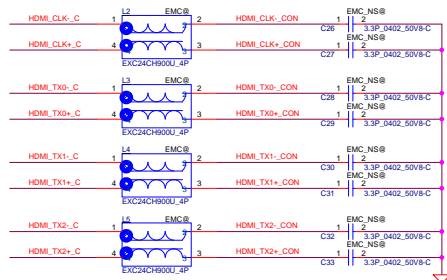 L2 EMC@ EMC_NS@
HDMI_CLK-_C 1 2 HDMI_CLK-_CON 1 2
C26 3.3P_0402_50V8-C
EMC_NS@
HDMI_CLK+_C 4 3 HDMI_CLK+_CON 1 2
EXC24CH900U_4P C27 3.3P_0402_50V8-C
L3 EMC@ EMC_NS@
HDMI_TX0-_C 1 2 HDMI_TX0-_CON 1 2
C28 3.3P_0402_50V8-C
EMC_NS@
HDMI_TX0+_C 4 3 HDMI_TX0+_CON 1 2
EXC24CH900U_4P C29 3.3P_0402_50V8-C
L4 EMC@ EMC_NS@
HDMI_TX1-_C 1 2 HDMI_TX1-_CON 1 2
C30 3.3P_0402_50V8-C
EMC_NS@
HDMI_TX1+_C 4 3 HDMI_TX1+_CON 1 2
EXC24CH900U_4P C31 3.3P_0402_50V8-C
L5 EMC@ EMC_NS@
HDMI_TX2-_C 1 2 HDMI_TX2-_CON 1 2
C32 3.3P_0402_50V8-C
EMC_NS@
HDMI_TX2+_C 4 3 HDMI_TX2+_CON 1 2
EXC24CH900U_4P C33 3.3P_0402_50V8-C